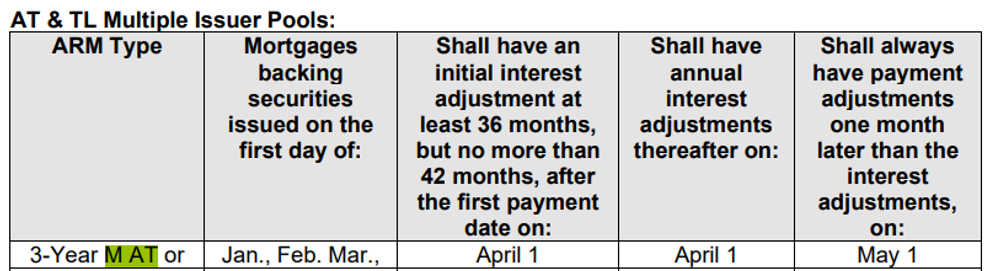 AT & TL Multiple Issuer Pools:
ARM Type
Mortgages
backing
securities
issued on the
first day of:
Shall have an
initial interest
adjustment at
least 36 months,
but no more than
42 months, after
the first payment
date on:
Shall have
annual
interest
adjustments
thereafter on:
Shall always
have payment
adjustments
one month
later than the
interest
adjustments,
on:
3-Year M AT or
Jan., Feb. Mar.,
April 1
April 1
May 1